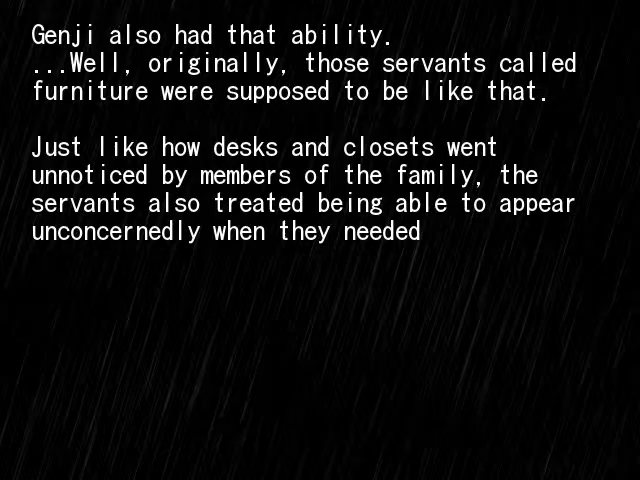 Genji also had that ability.
...Well, originally, those servants called
furniture were supposed to be like that.
Just like how desks and closets went
unnoticed by members of the family, the
servants also treated being able to appear
unconcernedly when they needed